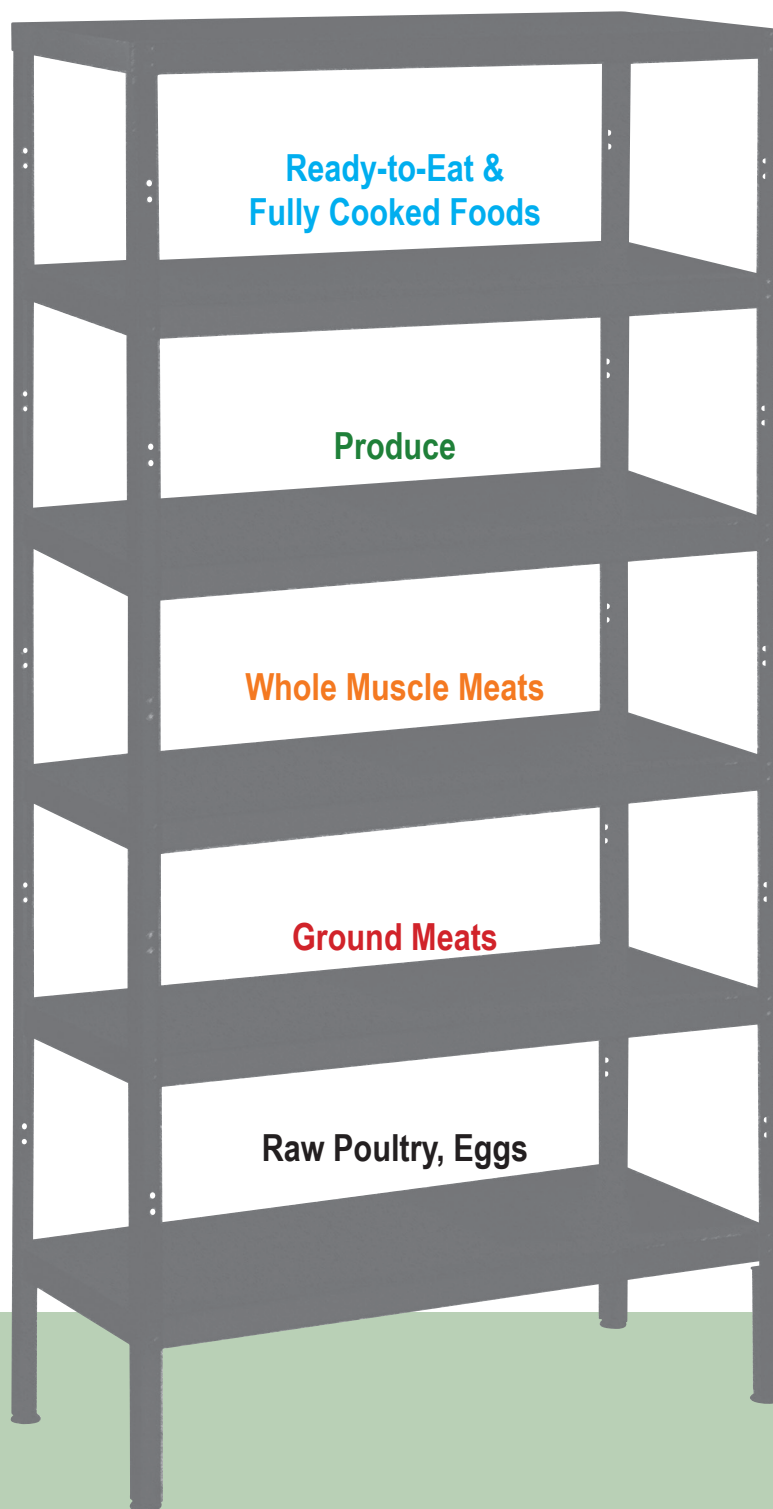 Ready-to-Eat &
Fully Cooked Foods
Produce
Whole Muscle Meats
Ground Meats
Raw Poultry, Eggs